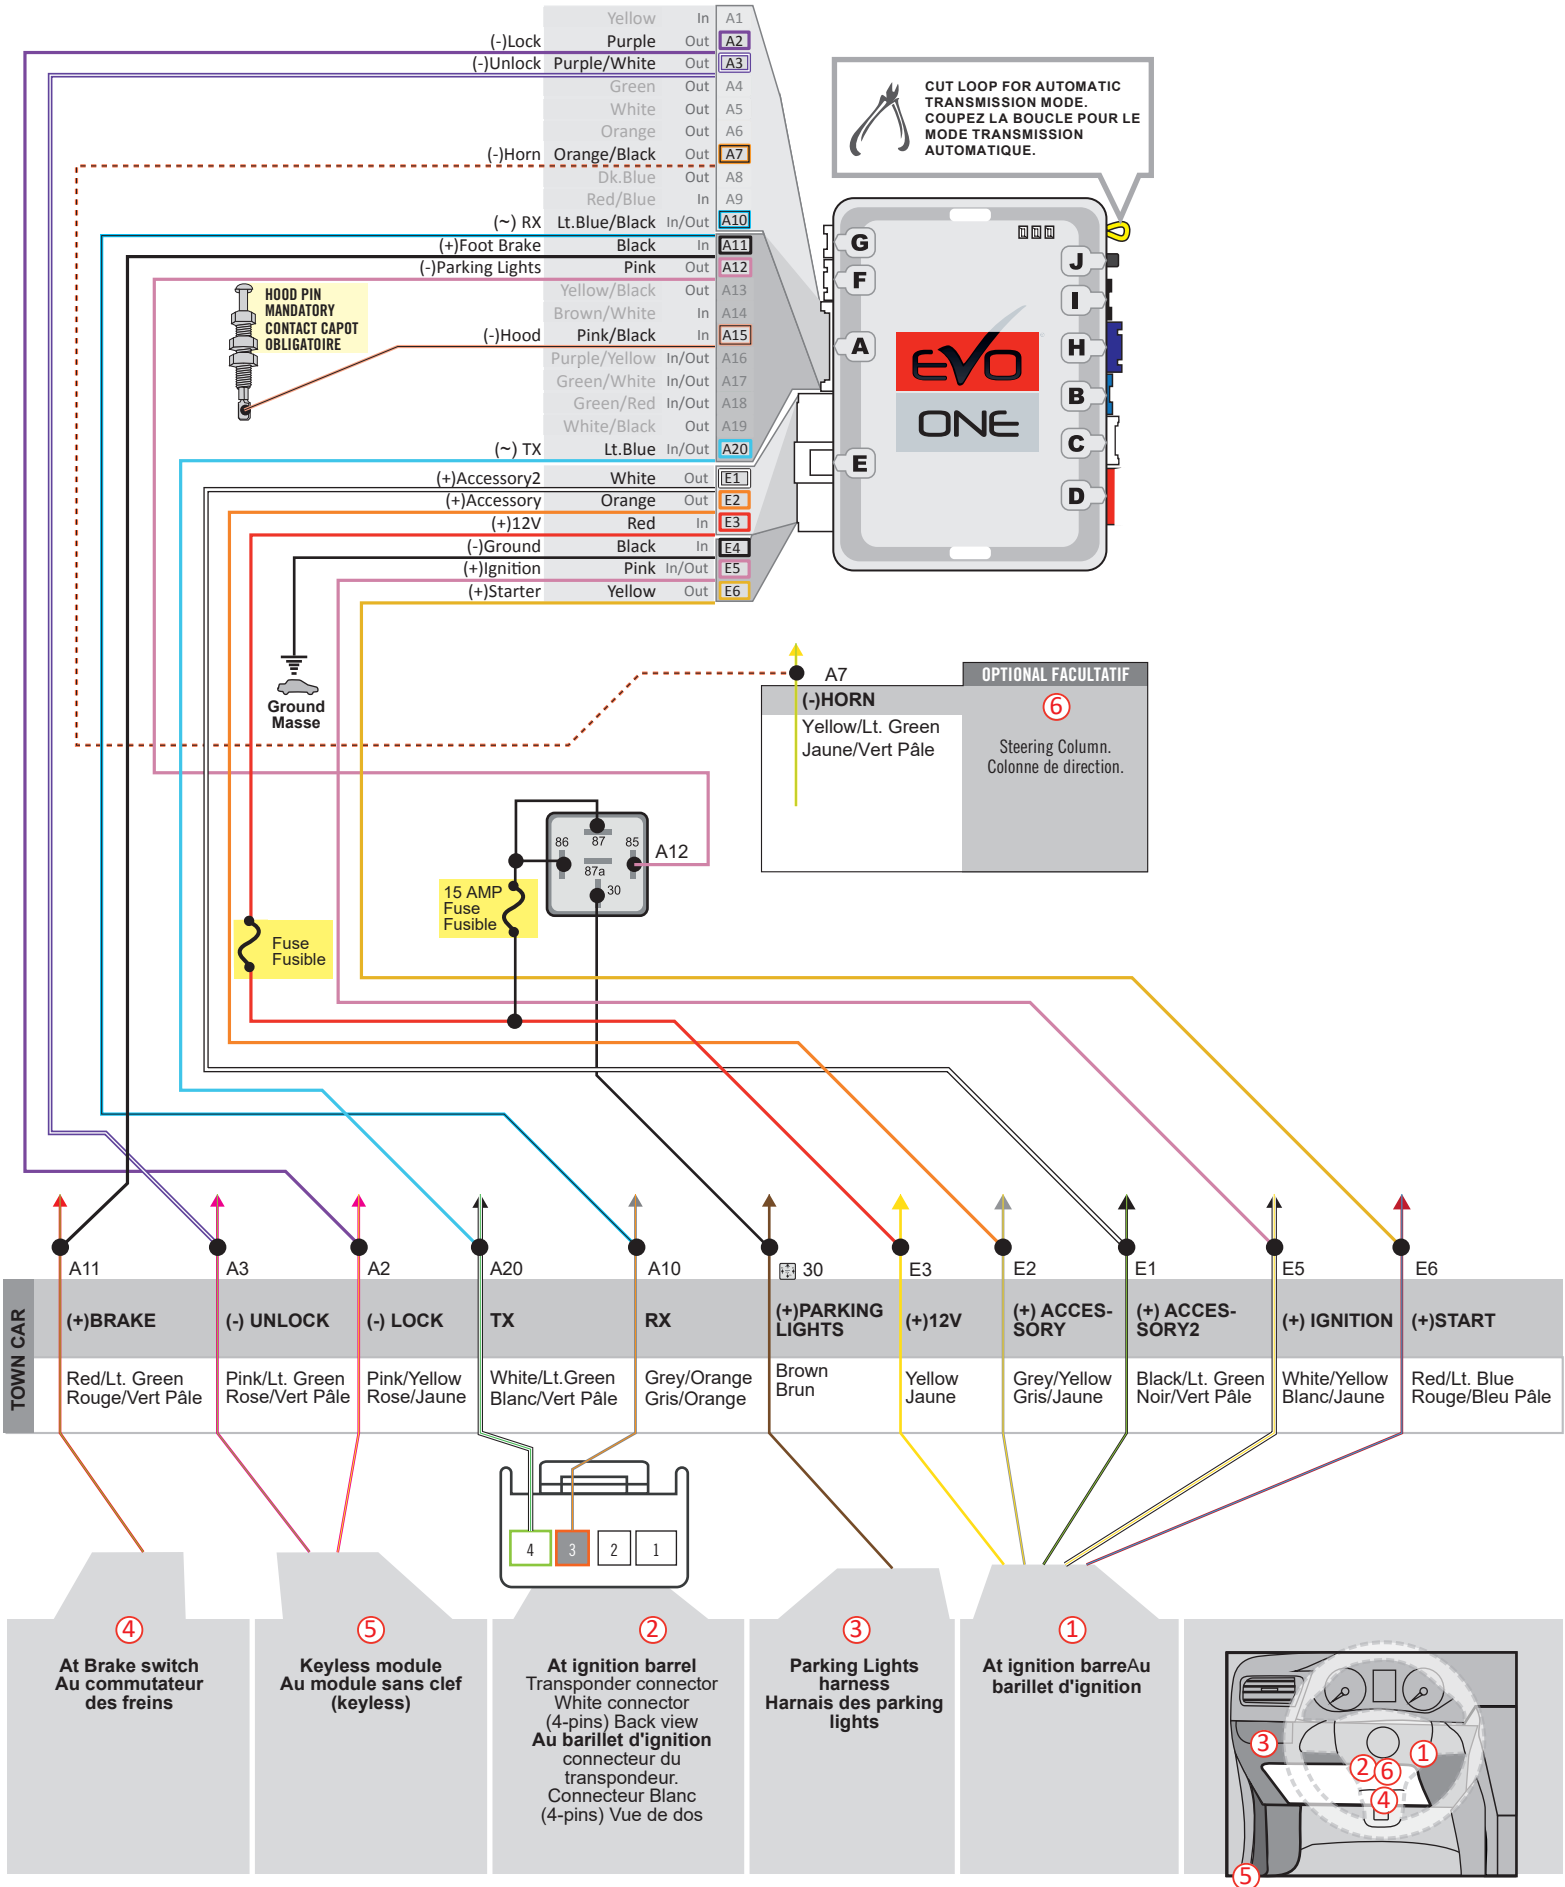 Yellow In A1
(-)Lock Purple Out A2
(-)Unlock Purple/White Out A3
Green Out A4
White Out A5
Orange Out A6
(-)Horn Orange/Black Out A7
Dk.Blue Out A8
Red/Blue In A9
(~) RX Lt.Blue/Black In/Out A10
(+)Foot Brake Black In A11
(-)Parking Lights Pink Out A12
Yellow/Black Out A13
Brown/White In A14
(-)Hood Pink/Black In A15
Purple/Yellow In/Out A16
Green/White In/Out A17
Green/Red In/Out A18
White/Black Out A19
(~) TX Lt.Blue In/Out A20
(+)Accessory2 White Out E1
(+)Accessory Orange Out E2
(+)12V Red In E3
(-)Ground Black In E4
(+)Ignition Pink In/Out E5
(+)Starter Yellow Out E6
HOOD PIN
MANDATORY
CONTACT CAPOT
OBLIGATOIRE
CUT LOOP FOR AUTOMATIC
TRANSMISSION MODE.
COUPEZ LA BOUCLE POUR LE
MODE TRANSMISSION
AUTOMATIQUE.
G
F
A
E
J
I
H
B
C
D
EVO
ONE
Ground
Masse
A7
(-)HORN
Yellow/Lt. Green
Jaune/Vert Pâle
OPTIONAL FACULTATIF
6
Steering Column.
Colonne de direction.
86 87 85
87a
30
A12
15 AMP
Fuse
Fusible
Fuse
Fusible
A11 A3 A2 A20 A10 30 E3 E2 E1 E5 E6
TOWN CAR
(+)BRAKE
Red/Lt. Green
Rouge/Vert Pâle
(-) UNLOCK
Pink/Lt. Green
Rose/Vert Pâle
(-) LOCK
Pink/Yellow
Rose/Jaune
TX
White/Lt.Green
Blanc/Vert Pâle
RX
Grey/Orange
Gris/Orange
(+)PARKING
LIGHTS
Brown
Brun
(+)12V
Yellow
Jaune
(+) ACCES-
SORY
Grey/Yellow
Gris/Jaune
(+) ACCES-
SORY2
Black/Lt. Green
Noir/Vert Pâle
(+) IGNITION
White/Yellow
Blanc/Jaune
(+)START
Red/Lt. Blue
Rouge/Bleu Pâle
4 3 2 1
4
At Brake switch
Au commutateur
des freins
5
Keyless module
Au module sans clef
(keyless)
2
At ignition barrel
Transponder connector
White connector
(4-pins) Back view
Au barillet d'ignition
connecteur du
transpondeur.
Connecteur Blanc
(4-pins) Vue de dos
3
Parking Lights
harness
Harnais des parking
lights
1
At ignition barreAu
barillet d'ignition
3
1
2
6
4
5